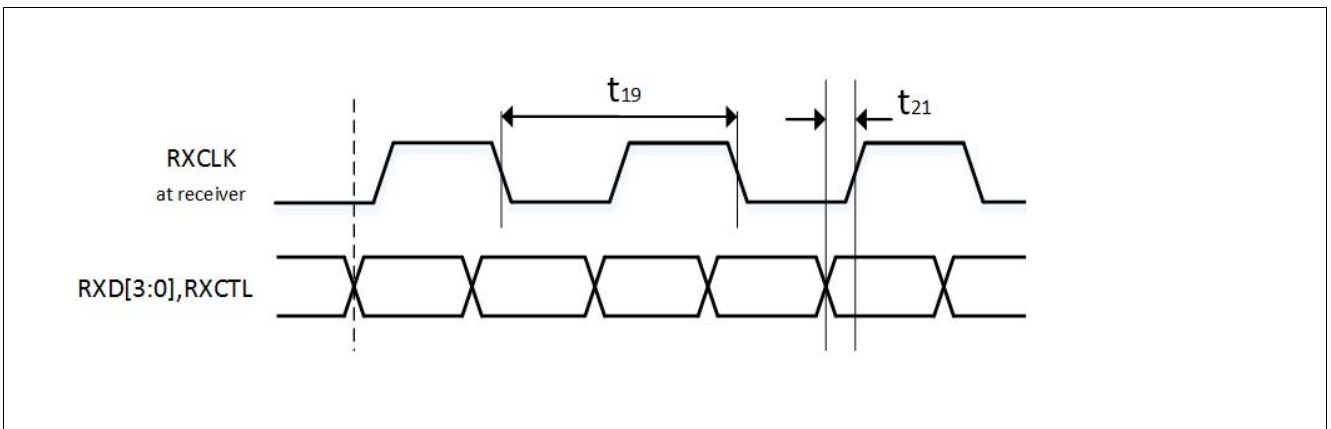 t19
t21
RXCLK
at receiver
RXD[3:0],RXCTL